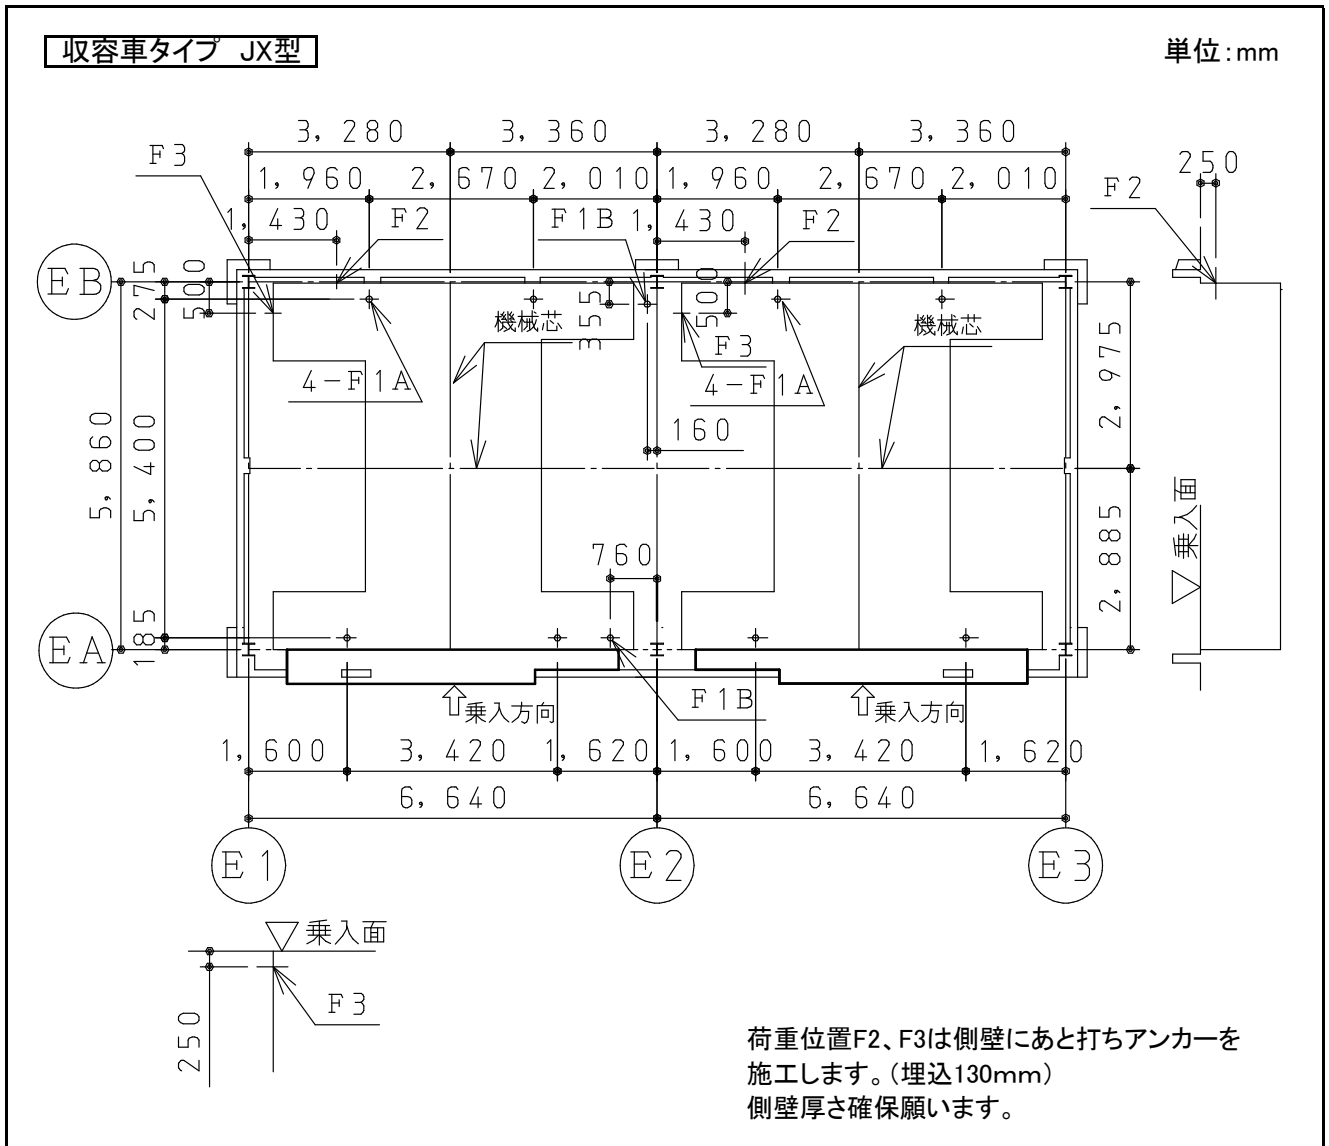 収容車タイプ JX型
単位:mm
3,280 3,360 3,280 3,360
F3
250
1,960 2,670 2,010 1,960 2,670 2,010
F2
1,430 F2 F1B 1,430 F2
EB
275
500
355
500
機械芯
機械芯
F3
4-F1A
4-F1A
2,975
160
5,860
5,400
乗入面
2,885
760
185
EA
F1B
乗入方向
乗入方向
1,600 3,420 1,620 1,600 3,420 1,620
6,640 6,640
E1 E2 E3
乗入面
F3
250
荷重位置F2、F3は側壁にあと打ちアンカーを
施工します。(埋込130mm)
側壁厚さ確保願います。